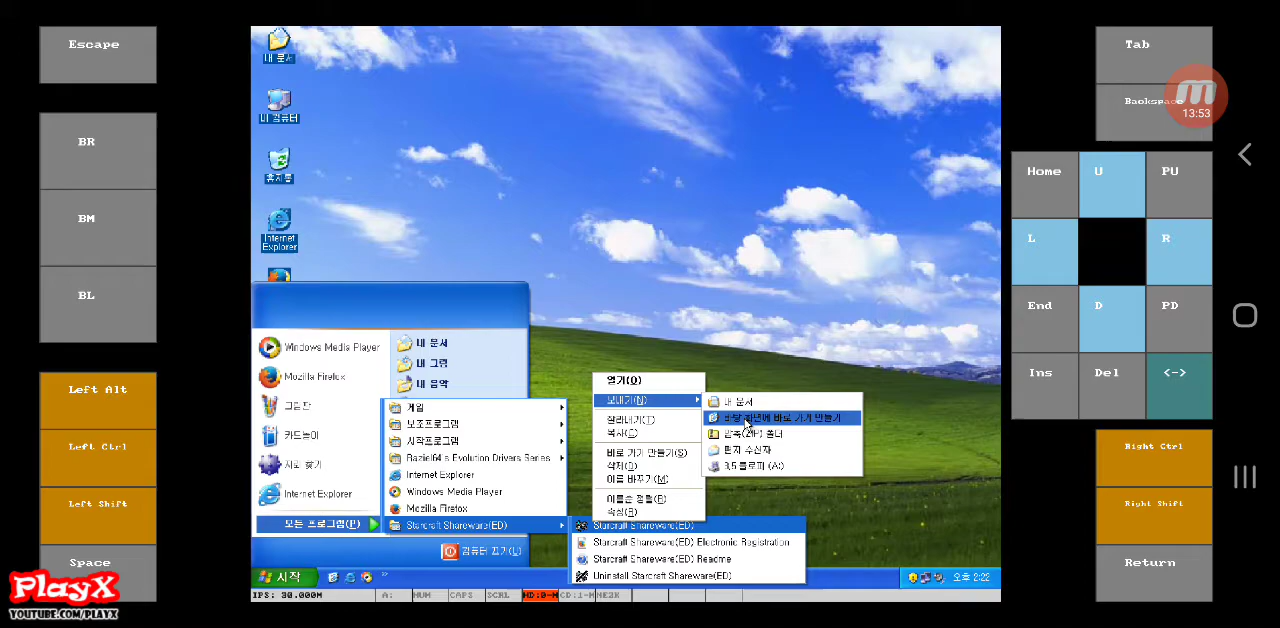 Escape
BR
BM
BL
Left Alt
Left Ctrl
Left Shift
Space
PlayX
YOUTUBE.COM/PLAYX
내 문서
내 컴퓨터
휴지통
Internet
Explorer
Windows Media Player
Mozilla Firefox
그림판
카드놀이
지뢰 찾기
Internet Explorer
모든 프로그램(P)
내 문서
내 그림
내 음악
게임
보조프로그램
시작프로그램
Raziel64's Evolution Drivers Series
Internet Explorer
Windows Media Player
Mozilla Firefox
Starcraft Shareware(ED)
컴퓨터 끄기(U)
열기(O)
보내기(N)
잘라내기(T)
복사(C)
바로 가기 만들기(S)
삭제(D)
이름 바꾸기(M)
이름순 정렬(B)
속성(R)
내 문서
바탕 화면에 바로 가기 만들기
압축(ZIP) 폴더
편지 수신자
3,5 플로피 (A:)
Starcraft Shareware(ED)
Starcraft Shareware(ED) Electronic Registration
Starcraft Shareware(ED) Readme
Uninstall Starcraft Shareware(ED)
시작
오후 2:22
IPS: 30.000M
A:
NUM
CAPS
SCRL
HD:0-M
CD:1-M
NE2K
Tab
Backspace
13:53
Home
U
PU
L
R
End
D
PD
Ins
Del
<->
Right Ctrl
Right Shift
Return